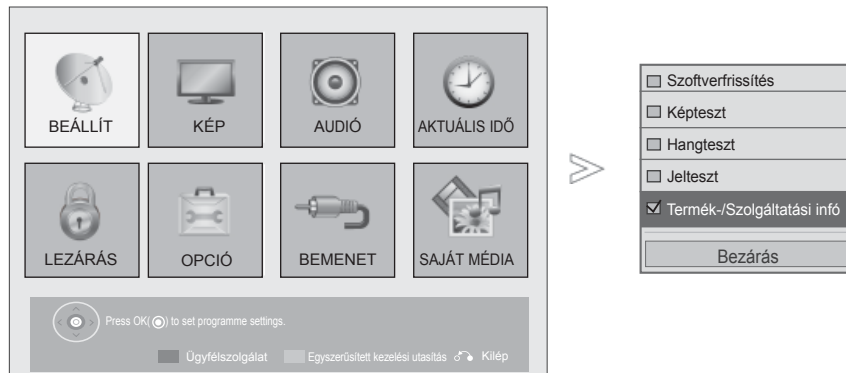 BEÁLLÍT
KÉP
AUDIÓ
AKTUÁLIS IDŐ
LEZÁRÁS
OPCIÓ
BEMENET
SAJÁT MÉDIA
Press OK(◉) to set programme settings.
Ügyfélszolgálat Egyszerűsített kezelési utasítás Kilép
Szoftverfrissítés
Képteszt
Hangteszt
Jelteszt
Termék-/Szolgáltatási infó
Bezárás